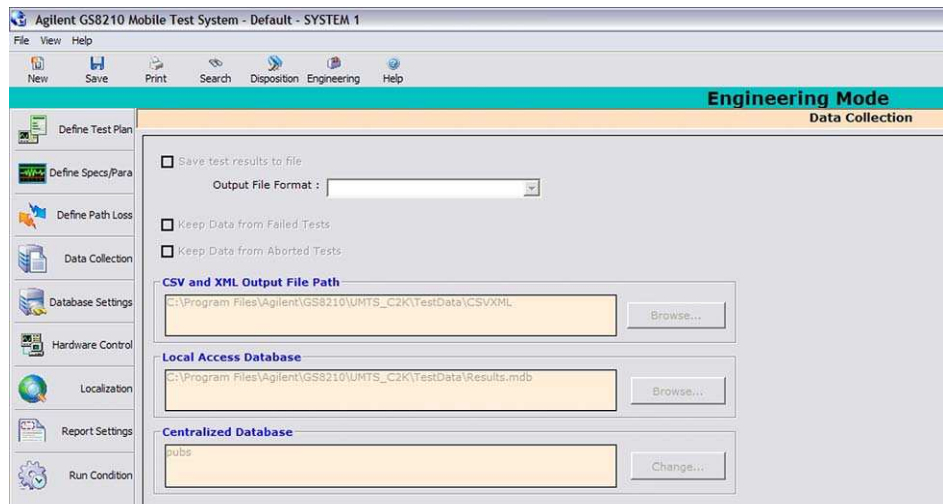 Agilent GS8210 Mobile Test System - Default - SYSTEM 1
File View Help
New Save Print Search Disposition Engineering Help
Engineering Mode
Data Collection
Define Test Plan
Define Specs/Para
Define Path Loss
Data Collection
Database Settings
Hardware Control
Localization
Report Settings
Run Condition
Save test results to file
Output File Format :
Keep Data from Failed Tests
Keep Data from Aborted Tests
CSV and XML Output File Path
C:\Program Files\Agilent\GS8210\UMTS_C2K\TestData\CSVXML
Browse...
Local Access Database
C:\Program Files\Agilent\GS8210\UMTS_C2K\TestData\Results.mdb
Browse...
Centralized Database
pubs
Change...